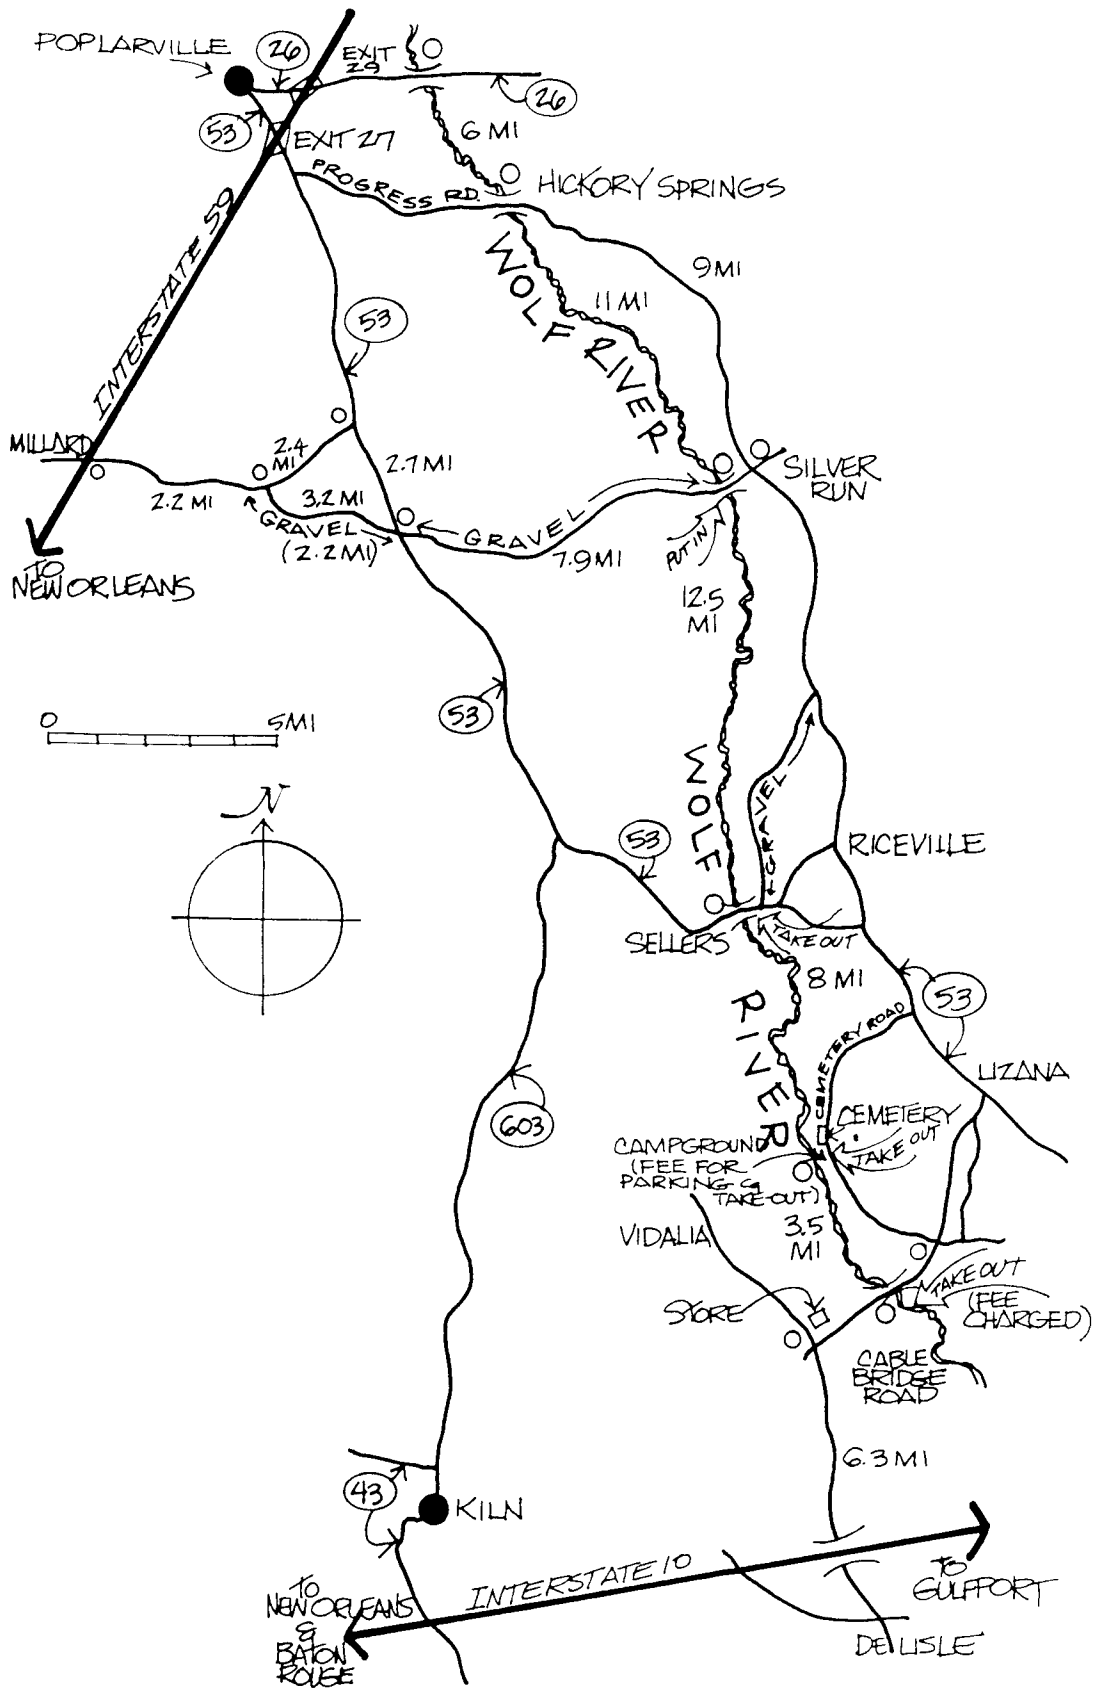 POPLARVILLE
26
EXIT
29
26
53
EXIT 27
6 MI
PROGRESS RD.
HICKORY SPRINGS
INTERSTATE 59
WOLF RIVER
11 MI
9 MI
53
MILLARD
2.4
MI
2.7 MI
SILVER
RUN
2.2 MI
3.2 MI
GRAVEL
(2.2 MI)
GRAVEL
7.9 MI
PUT IN
TO
NEW ORLEANS
12.5
MI
53
0
5 MI
N
WOLF
GRAVEL
53
RICEVILLE
SELLERS
TAKE OUT
8 MI
53
RIVER
CEMETERY ROAD
LIZANA
603
CEMETERY
TAKE OUT
CAMPGROUND
(FEE FOR
PARKING &
TAKE-OUT)
VIDALIA
3.5
MI
TAKE OUT
(FEE
CHARGED)
STORE
CABLE
BRIDGE
ROAD
6.3 MI
43
KILN
INTERSTATE 10
TO
GULFPORT
TO
NEW ORLEANS
&
BATON
ROUGE
DE LISLE